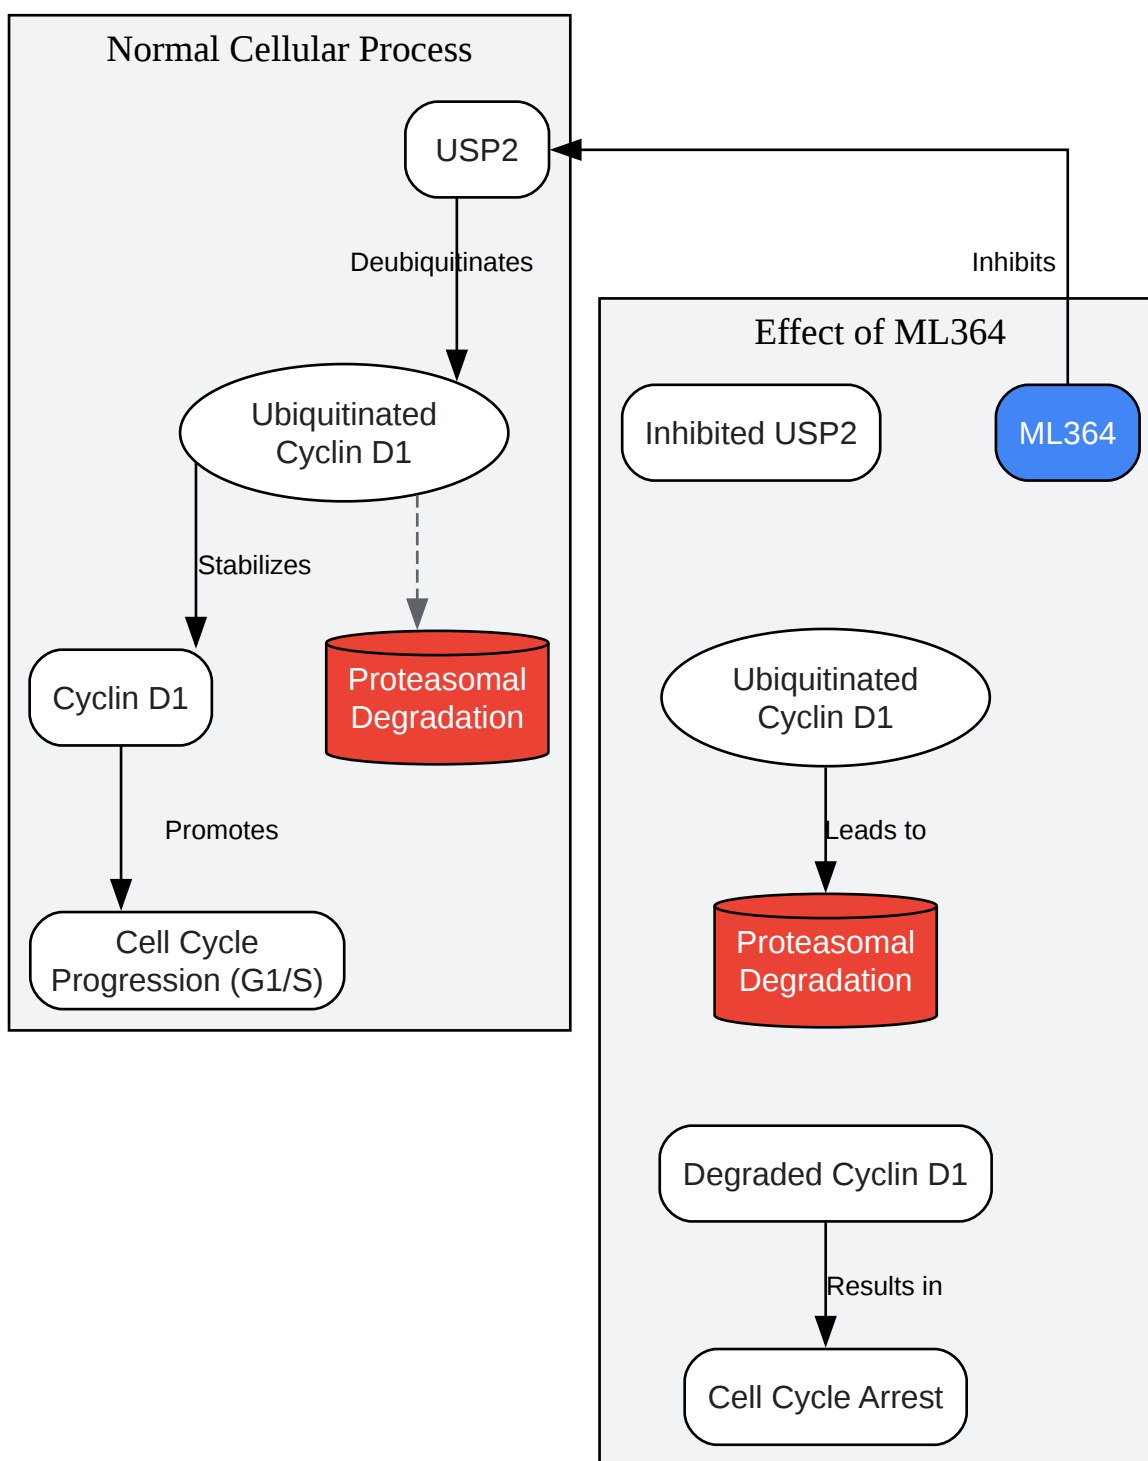 Normal Cellular Process
USP2
Deubiquitinates
Ubiquitinated
Cyclin D1
Stabilizes
Cyclin D1
Proteasomal
Degradation
Promotes
Cell Cycle
Progression (G1/S)
Inhibits
Effect of ML364
Inhibited USP2
ML364
Ubiquitinated
Cyclin D1
Leads to
Proteasomal
Degradation
Degraded Cyclin D1
Results in
Cell Cycle Arrest